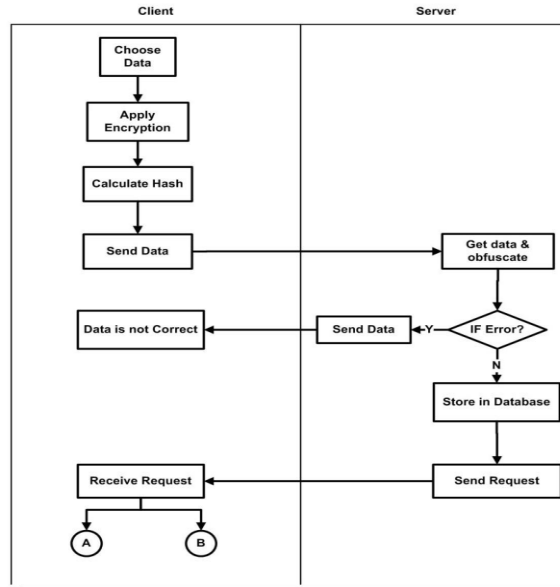 Client
Server
Choose
Data
Apply
Encryption
Calculate Hash
Send Data
Get data &
obfuscate
Data is not Correct
Send Data
Y
IF Error?
N
Store in Database
Receive Request
Send Request
A
B